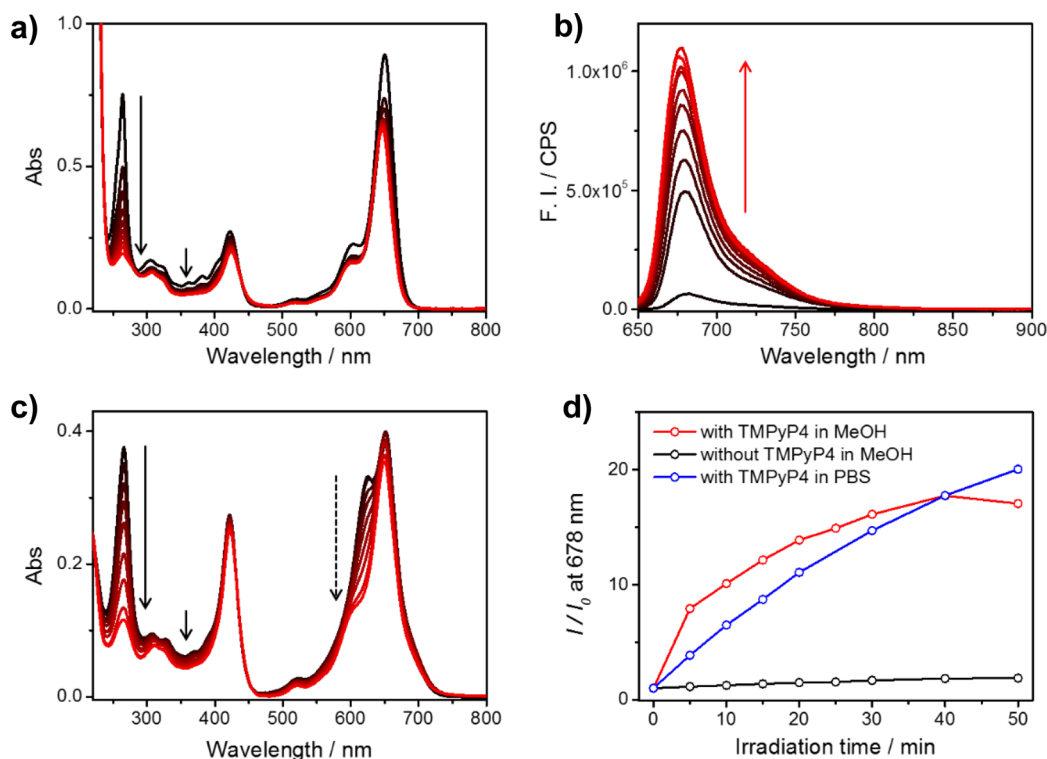 a)
1.0
0.5
0.0
Abs
300 400 500 600 700 800
Wavelength / nm
b)
1.0x10⁶
5.0x10⁵
0.0
F. I. / CPS
650 700 750 800 850 900
Wavelength / nm
c)
0.4
0.2
0.0
Abs
300 400 500 600 700 800
Wavelength / nm
d)
with TMPyP4 in MeOH
without TMPyP4 in MeOH
with TMPyP4 in PBS
20
10
0
I / I₀ at 678 nm
0 10 20 30 40 50
Irradiation time / min